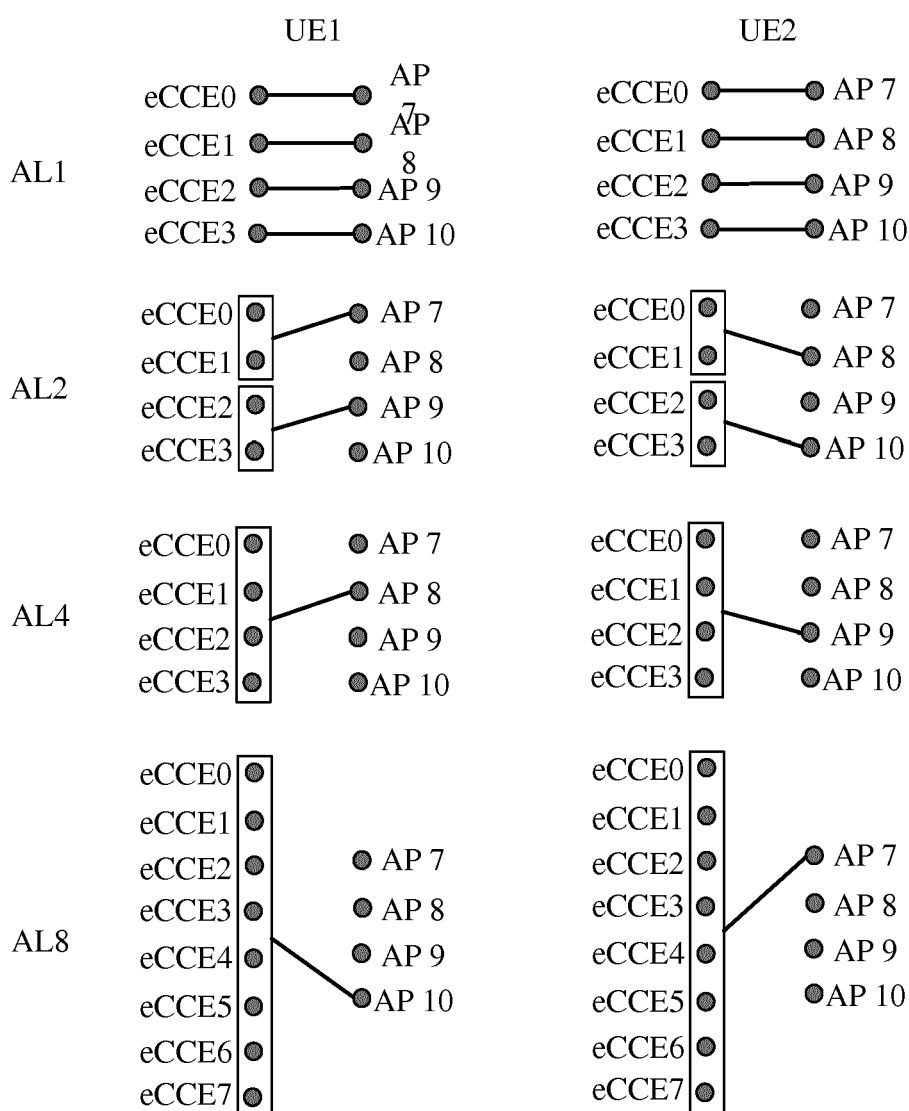 UE1 UE2
eCCE0 AP 7 eCCE0 AP 7
eCCE1 AP 8 eCCE1 AP 8
AL1
eCCE2 AP 9 eCCE2 AP 9
eCCE3 AP 10 eCCE3 AP 10
eCCE0 AP 7 eCCE0 AP 7
eCCE1 AP 8 eCCE1 AP 8
AL2
eCCE2 AP 9 eCCE2 AP 9
eCCE3 AP 10 eCCE3 AP 10
eCCE0 AP 7 eCCE0 AP 7
eCCE1 AP 8 eCCE1 AP 8
AL4
eCCE2 AP 9 eCCE2 AP 9
eCCE3 AP 10 eCCE3 AP 10
eCCE0 eCCE0
eCCE1 eCCE1
eCCE2 AP 7 eCCE2 AP 7
eCCE3 AP 8 eCCE3 AP 8
AL8
eCCE4 AP 9 eCCE4 AP 9
eCCE5 AP 10 eCCE5 AP 10
eCCE6 eCCE6
eCCE7 eCCE7